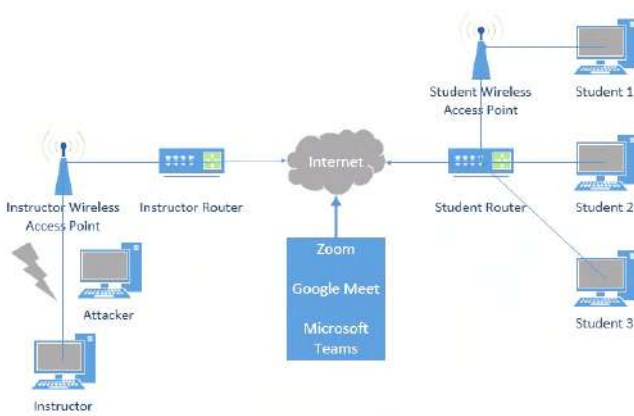 Student Wireless
Access Point
Student 1
Instructor Wireless
Access Point
Instructor Router
Internet
Student Router
Student 2
Attacker
Zoom
Google Meet
Microsoft
Teams
Student 3
Instructor